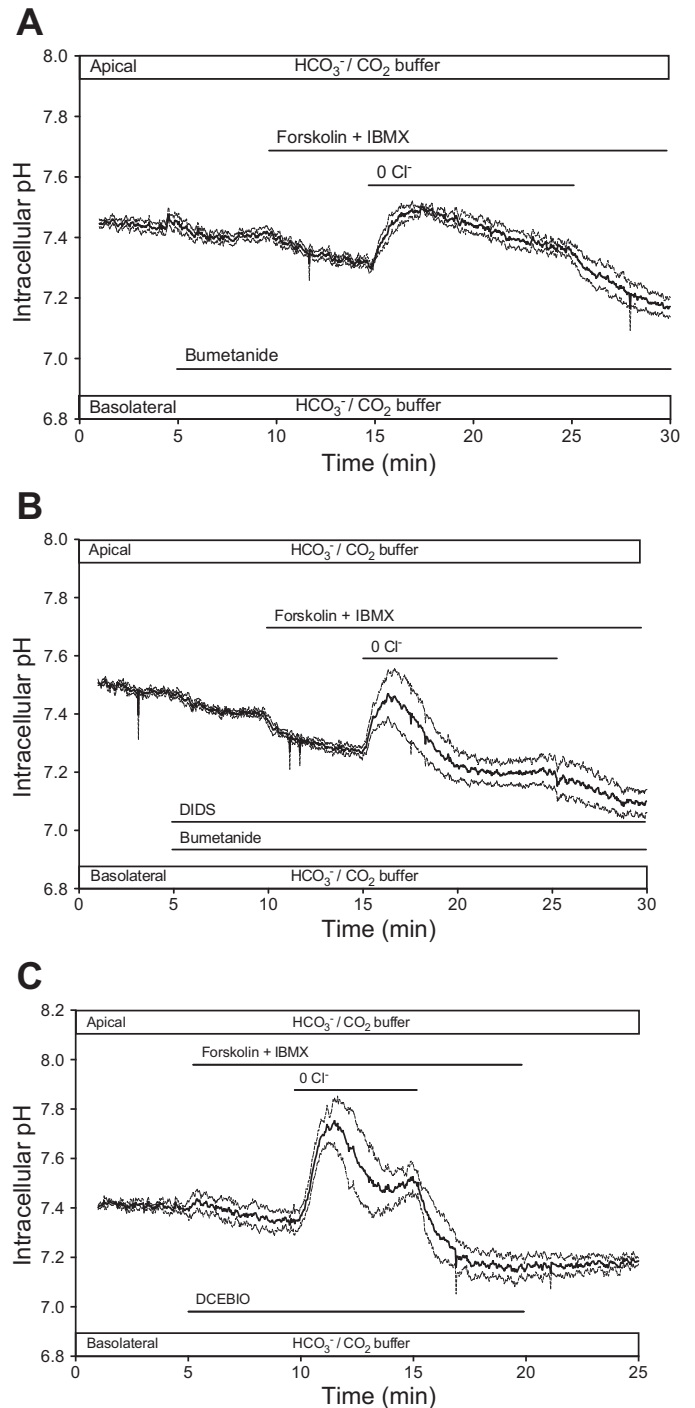 A
8.0
Apical HCO₃⁻ / CO₂ buffer
7.8
Forskolin + IBMX
7.6
0 Cl⁻
7.4
7.2
7.0
Bumetanide
6.8
Basolateral HCO₃⁻ / CO₂ buffer
0 5 10 15 20 25 30
Time (min)
Intracellular pH
B
8.0
Apical HCO₃⁻ / CO₂ buffer
7.8
Forskolin + IBMX
0 Cl⁻
7.6
7.4
7.2
DIDS
7.0
Bumetanide
6.8
Basolateral HCO₃⁻ / CO₂ buffer
0 5 10 15 20 25 30
Time (min)
Intracellular pH
C
8.2
Apical HCO₃⁻ / CO₂ buffer
8.0
Forskolin + IBMX
0 Cl⁻
7.8
7.6
7.4
7.2
DCEBIO
7.0
6.8
Basolateral HCO₃⁻ / CO₂ buffer
0 5 10 15 20 25
Time (min)
Intracellular pH